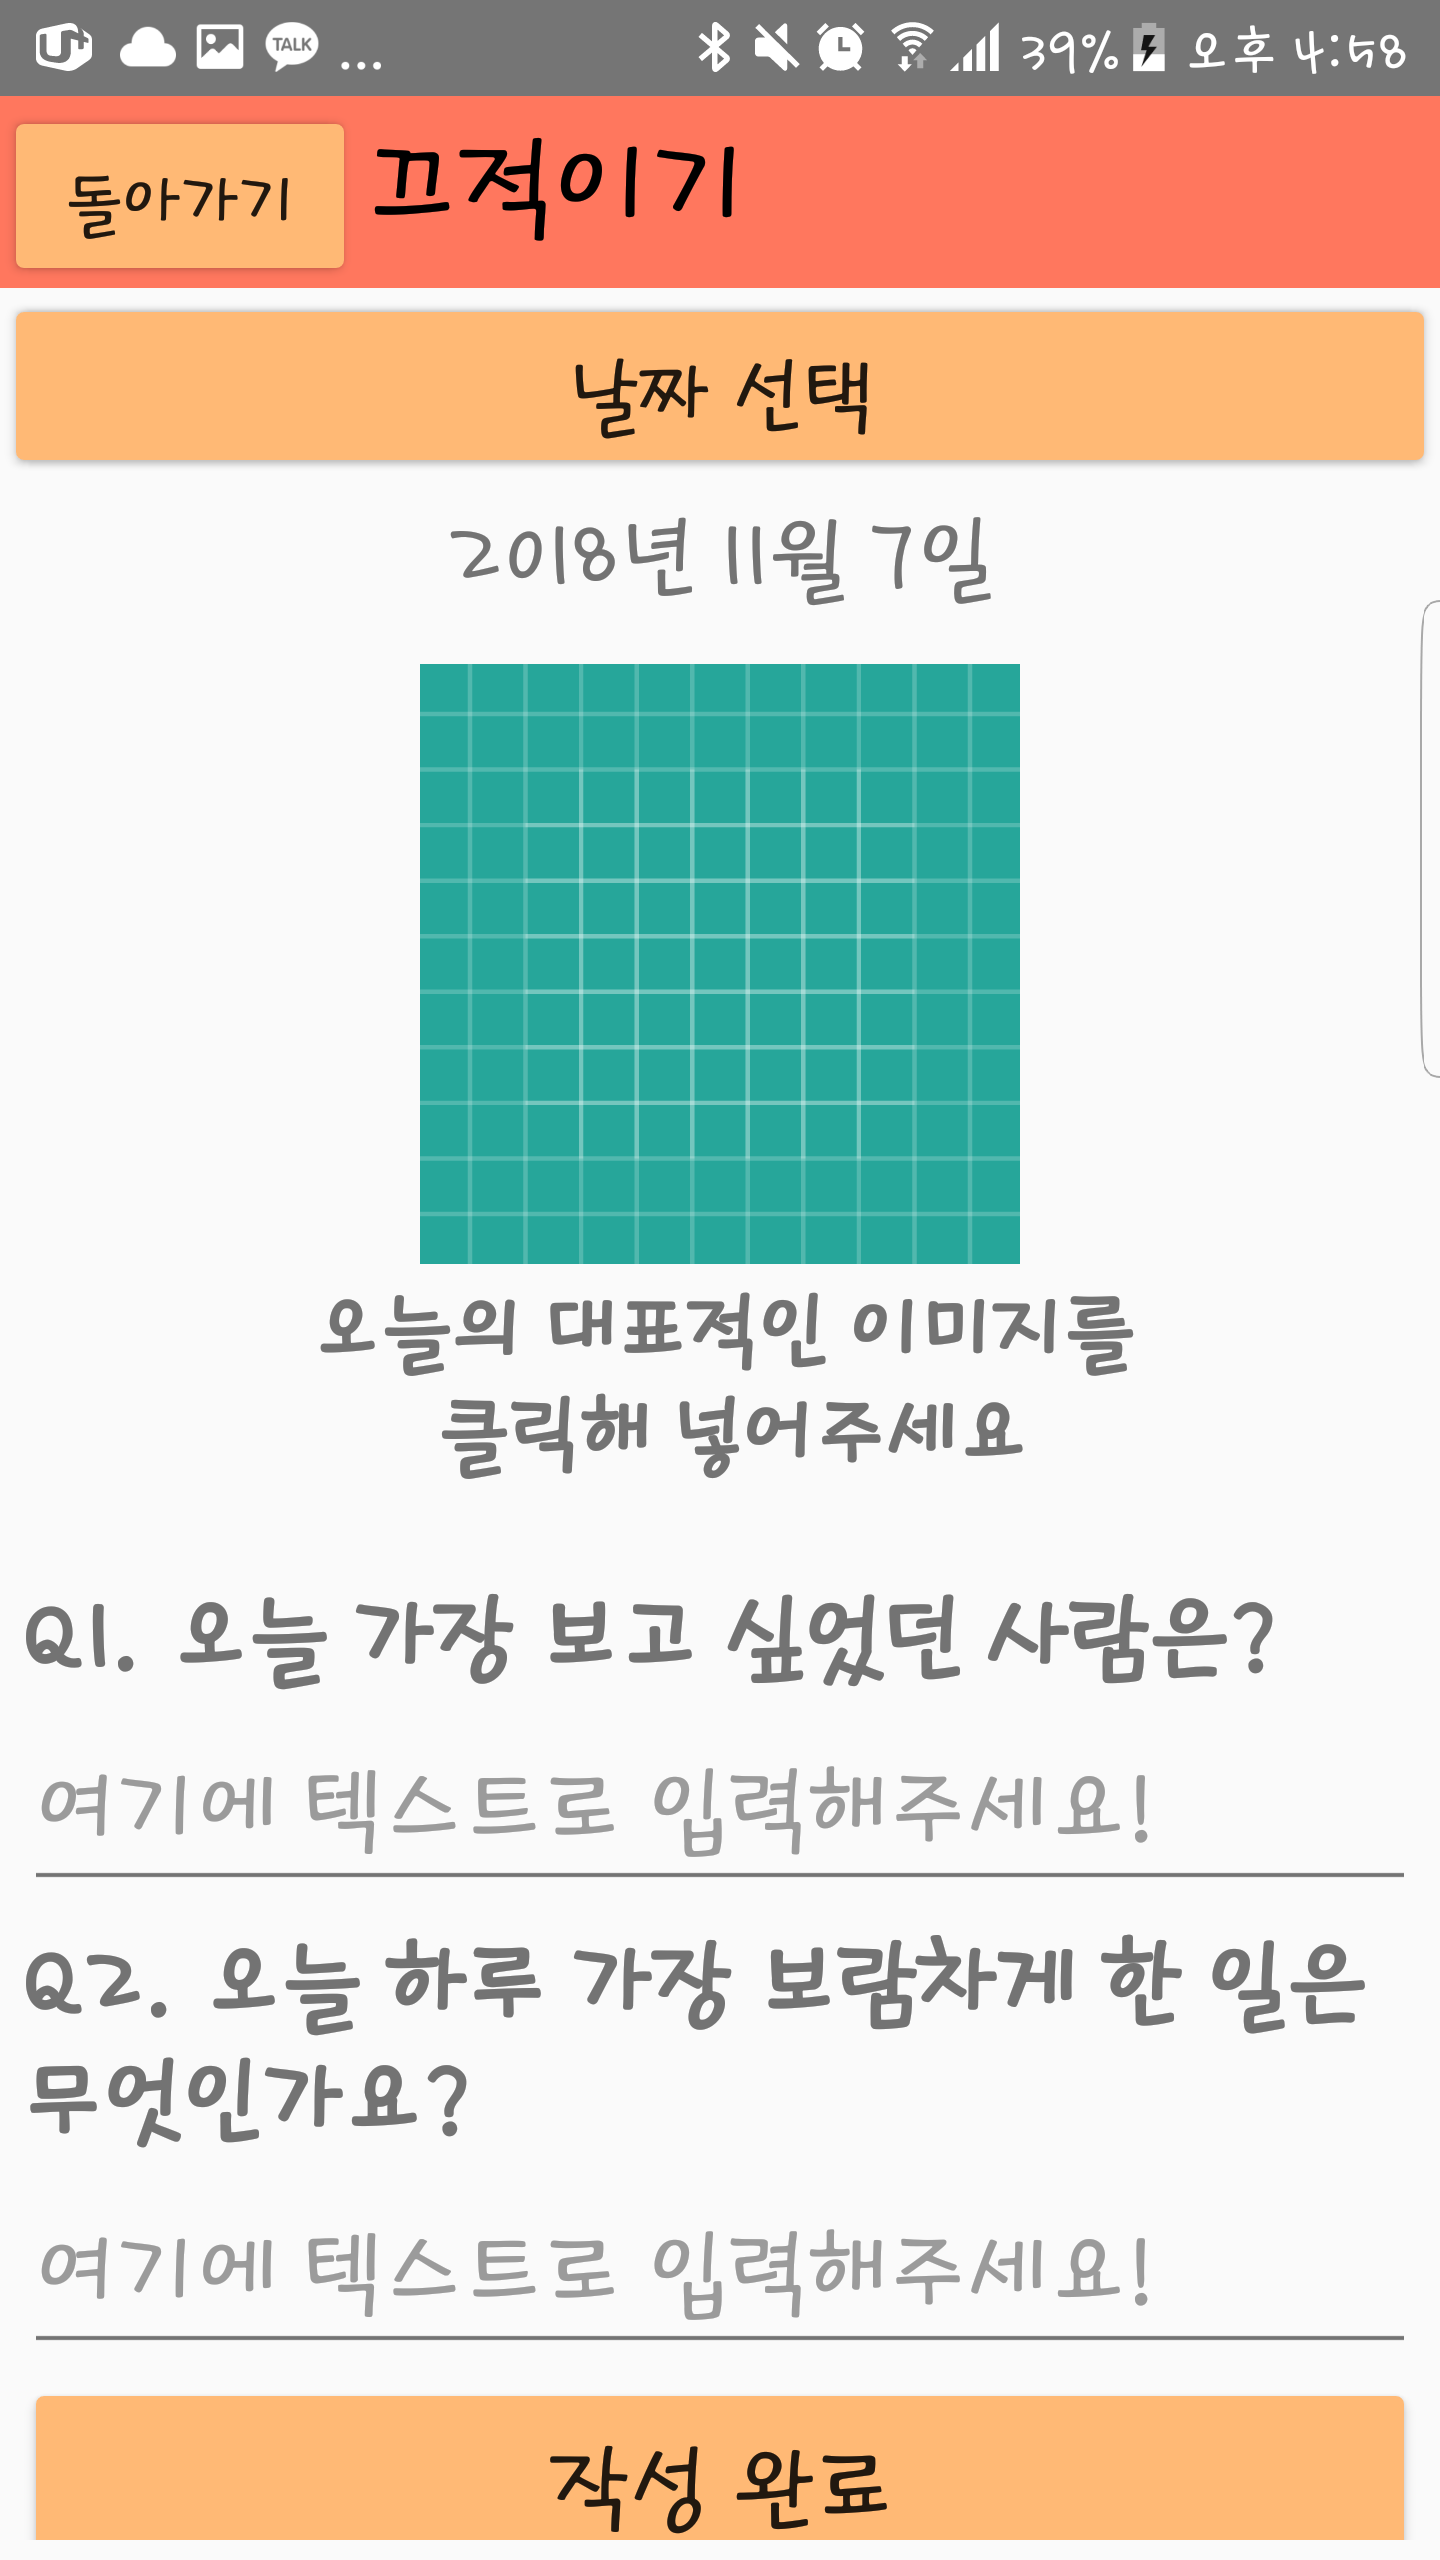 U+ TALK ... 39% 오후 4:58
돌아가기 끄적이기
날짜 선택
2018년 11월 7일
오늘의 대표적인 이미지를
클릭해 넣어주세요
Q1. 오늘 가장 보고 싶었던 사람은?
여기에 텍스트로 입력해주세요!
Q2. 오늘 하루 가장 보람차게 한 일은
무엇인가요?
여기에 텍스트로 입력해주세요!
작성 완료